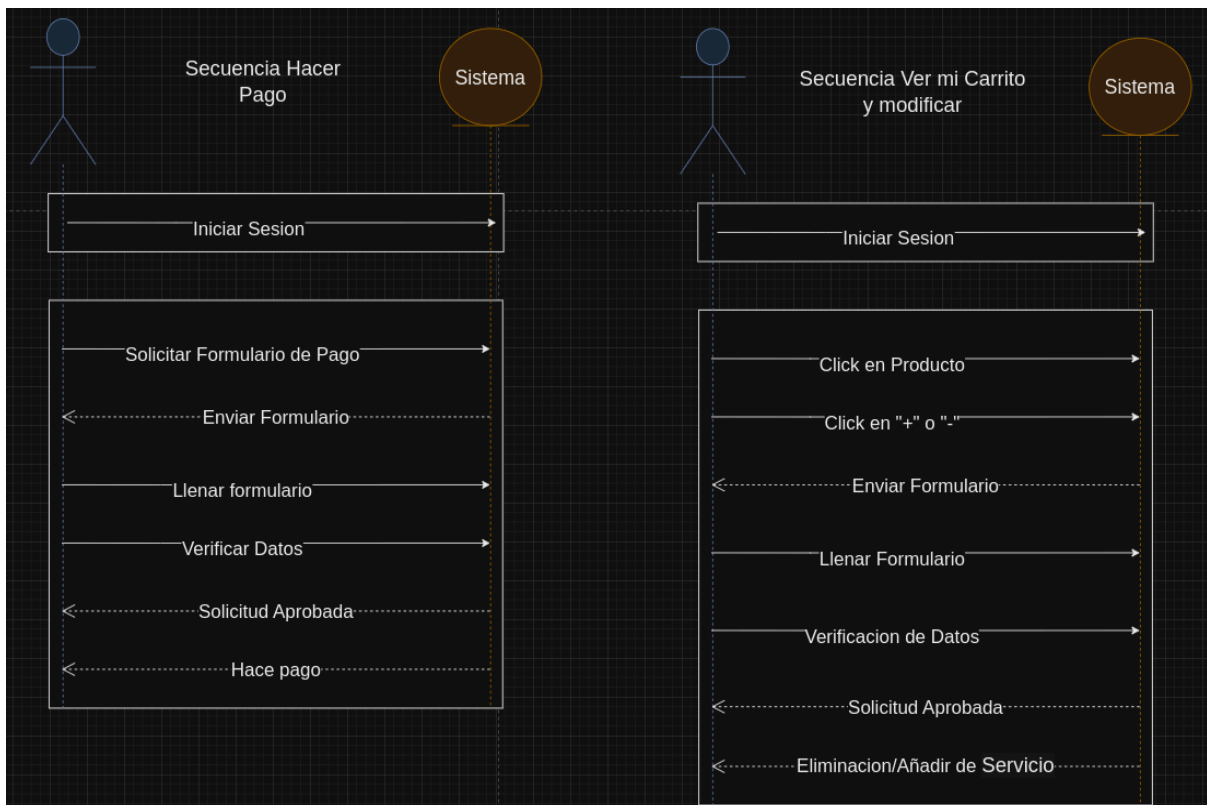 Secuencia Hacer
Pago
Sistema
Iniciar Sesion
Solicitar Formulario de Pago
Enviar Formulario
Llenar formulario
Verificar Datos
Solicitud Aprobada
Hace pago
Secuencia Ver mi Carrito
y modificar
Sistema
Iniciar Sesion
Click en Producto
Click en "+" o "-"
Enviar Formulario
Llenar Formulario
Verificacion de Datos
Solicitud Aprobada
Eliminacion/Añadir de Servicio